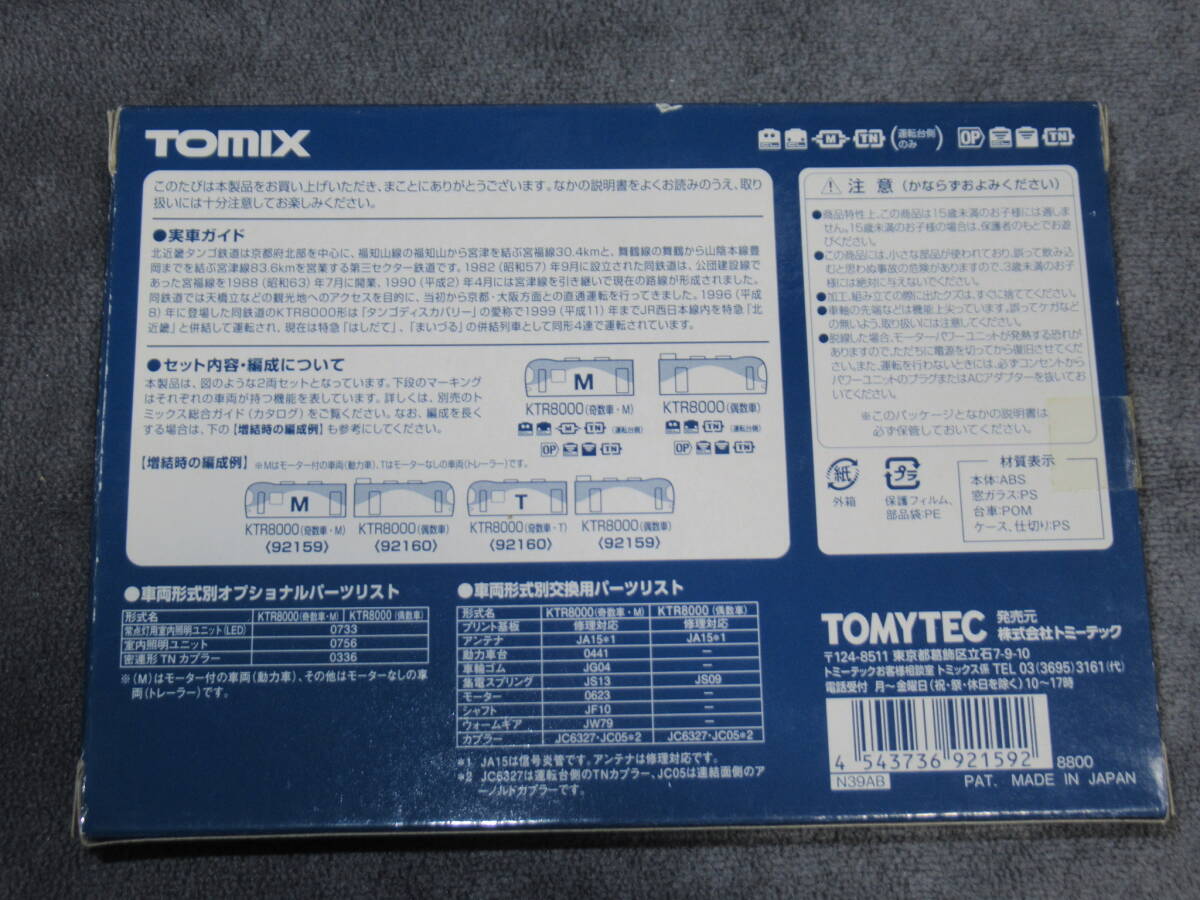 TOMIX
M TN (運転台側のみ) OP TN
このたびは本製品をお買い上げいただき、まことにありがとうございます。なかの説明書をよくお読みのうえ、取り
扱いには十分注意してお楽しみください。
●実車ガイド
北近畿タンゴ鉄道は京都府北部を中心に、福知山線の福知山から宮津を結ぶ宮福線30.4kmと、舞鶴線の舞鶴から山陰本線豊
岡までを結ぶ宮津線83.6kmを営業する第三セクター鉄道です。1982(昭和57)年9月に設立された同鉄道は、公団建設線で
あった宮福線を1988(昭和63)年7月に開業、1990(平成2)年4月には宮津線を引き継いで現在の路線が形成されました。
同鉄道では天橋立などの観光地へのアクセスを目的に、当初から京都・大阪方面との直通運転を行ってきました。1996(平成
8)年に登場した同鉄道のKTR8000形は「タンゴディスカバリー」の愛称で1999(平成11)年までJR西日本線内を特急「北
近畿」と併結して運転され、現在は特急「はしだて」、「まいづる」の併結列車として同形4連で運転されています。
●セット内容・編成について
本製品は、図のような2両セットとなっています。下段のマーキング
はそれぞれの車両が持つ機能を表しています。詳しくは、別売のト
ミックス総合ガイド(カタログ)をご覧ください。なお、編成を長く
する場合は、下の【増結時の編成例】も参考にしてください。
M
KTR8000(奇数車・M) KTR8000(偶数車)
M TN (運転台側) TN (運転台側)
OP TN OP TN
【増結時の編成例】 ※Mはモーター付の車両(動力車)、Tはモーターなしの車両(トレーラー)です。
M T
KTR8000(奇数車・M) KTR8000(偶数車) KTR8000(奇数車・T) KTR8000(偶数車)
〈92159〉 〈92160〉 〈92160〉 〈92159〉
⚠ 注 意 (かならずおよみください)
●商品特性上、この商品は15歳未満のお子様には適しま
せん。15歳未満のお子様の場合は、保護者のもとでお遊
びください。
●この商品には、小さな部品が使われており、誤って飲み込
むと思わぬ事故の危険がありますので、3歳未満のお子
様には絶対に与えないでください。
●加工、組み立ての際に出たクズは、すぐに捨ててください。
●車軸の先端などは機能上尖っています。誤ってケガなど
の無いよう、取り扱いには注意してください。
●脱線した場合、モーターパワーユニットが発熱する恐れが
ありますので、ただちに電源を切ってから復旧させてくだ
さい。また、運転を行わないときには、必ずコンセントから
パワーユニットのプラグまたはACアダプターを抜いてお
いてください。
※このパッケージとなかの説明書は
必ず保管しておいてください。
紙
外箱
プラ
保護フィルム、
部品袋:PE
材質表示
本体:ABS
窓ガラス:PS
台車:POM
ケース、仕切り:PS
●車両形式別オプショナルパーツリスト
形式名 KTR8000(奇数車・M) KTR8000(偶数車)
常点灯用室内照明ユニット(LED) 0733
室内照明ユニット 0756
密連形TNカプラー 0336
※(M)はモーター付の車両(動力車)、その他はモーターなしの車
両(トレーラー)です。
●車両形式別交換用パーツリスト
形式名 KTR8000(奇数車・M) KTR8000(偶数車)
プリント基板 修理対応 修理対応
アンテナ JA15*1 JA15*1
動力車台 0441 −
車輪ゴム JG04 −
集電スプリング JS13 JS09
モーター 0623 −
シャフト JF10 −
ウォームギア JW79 −
カプラー JC6327・JC05*2 JC6327・JC05*2
*1 JA15は信号炎管です。アンテナは修理対応です。
*2 JC6327は運転台側のTNカプラー、JC05は連結面側のア
ーノルドカプラーです。
TOMYTEC 発売元 株式会社トミーテック
〒124-8511 東京都葛飾区立石7-9-10
トミーテックお客様相談室 トミックス係 TEL 03(3695)3161(代)
電話受付 月〜金曜日(祝・祭・休日を除く)10〜17時
4 543736 921592 8800
N39AB PAT. MADE IN JAPAN